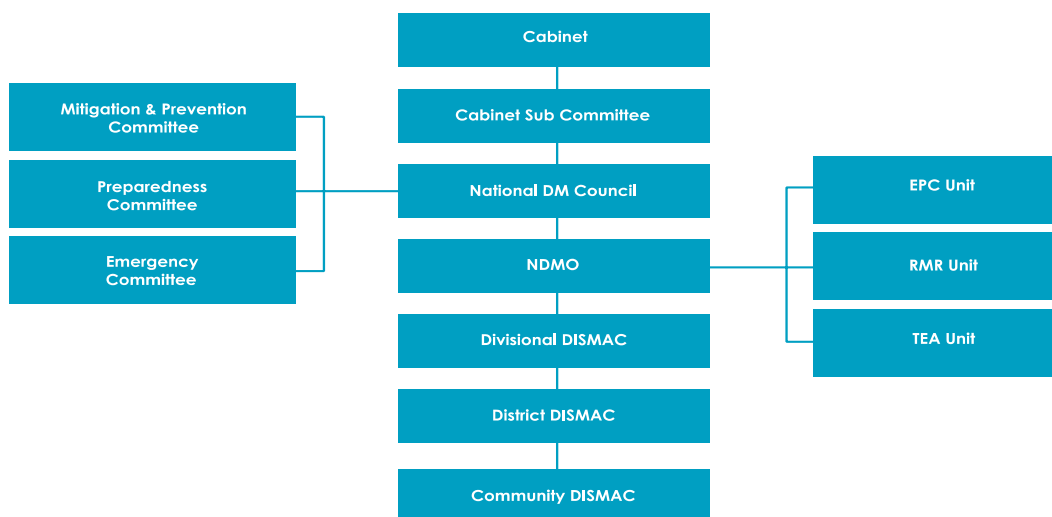 Cabinet
Cabinet Sub Committee
National DM Council
NDMO
Divisional DISMAC
District DISMAC
Community DISMAC
Mitigation & Prevention
Committee
Preparedness
Committee
Emergency
Committee
EPC Unit
RMR Unit
TEA Unit